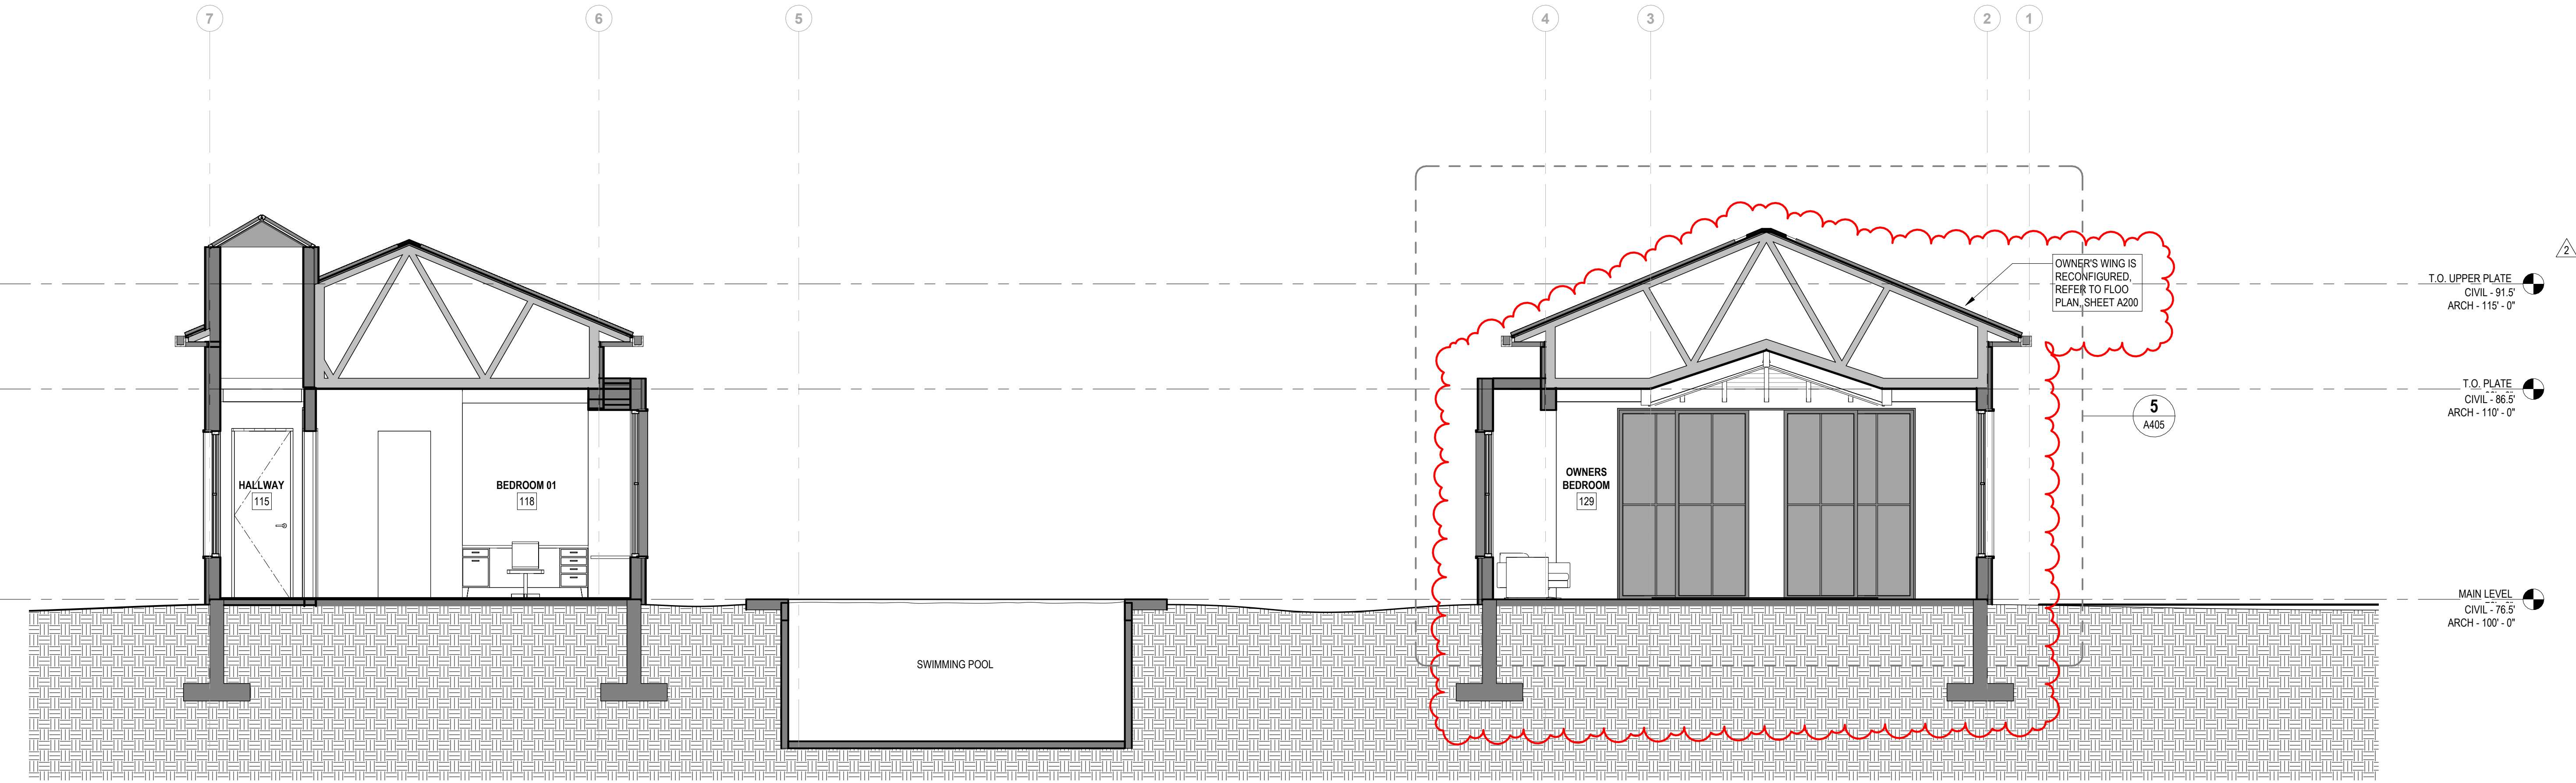 7
6
5
4
3
2
1
2
OWNER'S WING IS
RECONFIGURED,
REFER TO FLOO
PLAN, SHEET A200
T.O. UPPER PLATE
CIVIL - 91.5'
ARCH - 115' - 0"
T.O. PLATE
CIVIL - 86.5'
ARCH - 110' - 0"
5
A405
HALLWAY
115
BEDROOM 01
118
OWNERS
BEDROOM
129
MAIN LEVEL
CIVIL - 76.5'
ARCH - 100' - 0"
SWIMMING POOL